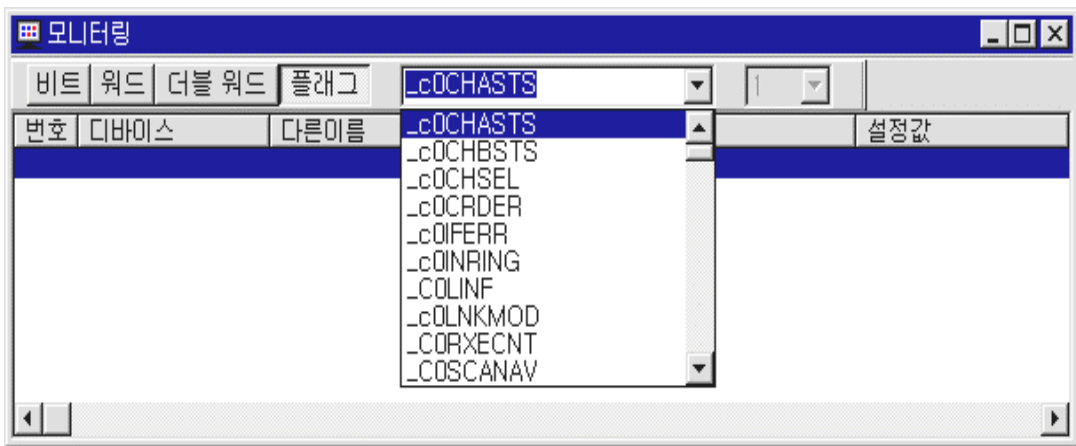 모니터링
비트 워드 더블 워드 플래그 _c0CHASTS 1
번호 디바이스 다른이름 설정값
_c0CHASTS
_c0CHBSTS
_c0CHSEL
_c0CRDER
_c0IFERR
_c0INRING
_C0LINF
_c0LNKMOD
_C0RXECNT
_C0SCANAV